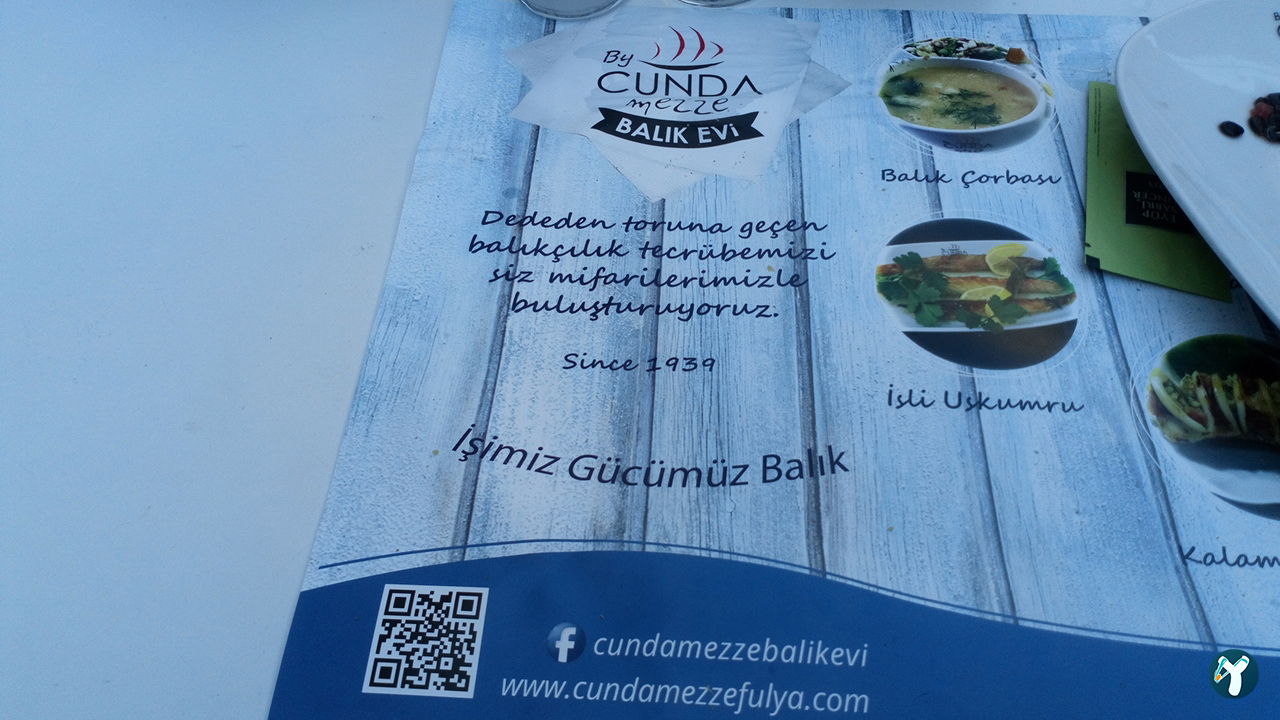 By
CUNDA
mezze
BALIK EVİ
Dededen toruna geçen
balıkçılık tecrübemizi
siz mifarilerimizle
buluşturuyoruz.
Since 1939
İşimiz Gücümüz Balık
Balık Çorbası
İsli Uskumru
Kalam
cundamezzebalikevi
www.cundamezzefulya.com